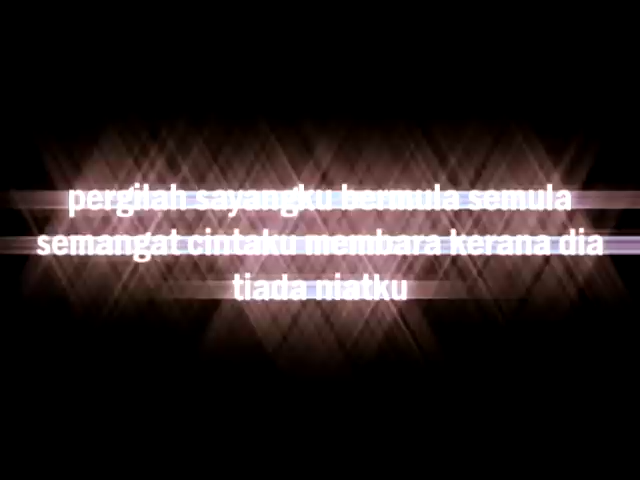 pergilah sayangku bermula semula
semangat cintaku membara kerana dia
tiada niatku